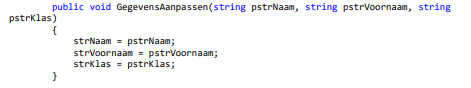 public void GegevensAanpassen(string pstrNaam, string pstrVoornaam, string
pstrKlas)
{
strNaam = pstrNaam;
strVoornaam = pstrVoornaam;
strKlas = pstrKlas;
}